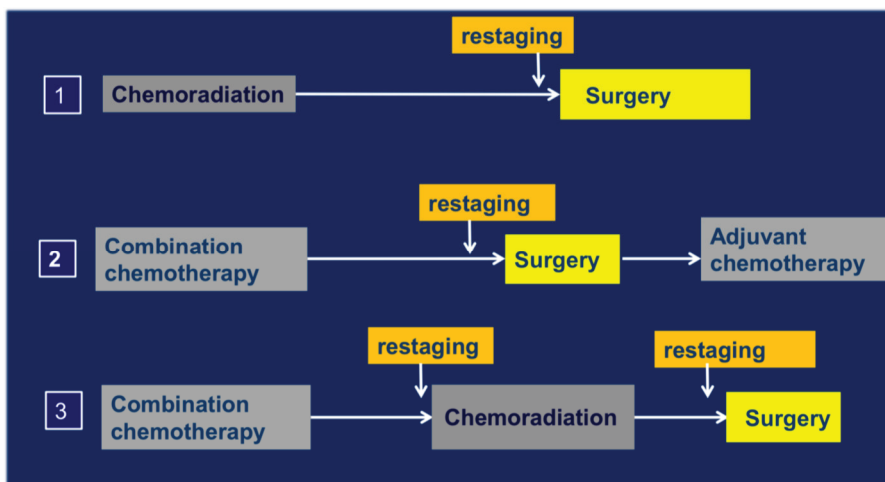 restaging
1
Chemoradiation
Surgery
restaging
2
Combination
chemotherapy
Surgery
Adjuvant
chemotherapy
restaging
restaging
3
Combination
chemotherapy
Chemoradiation
Surgery